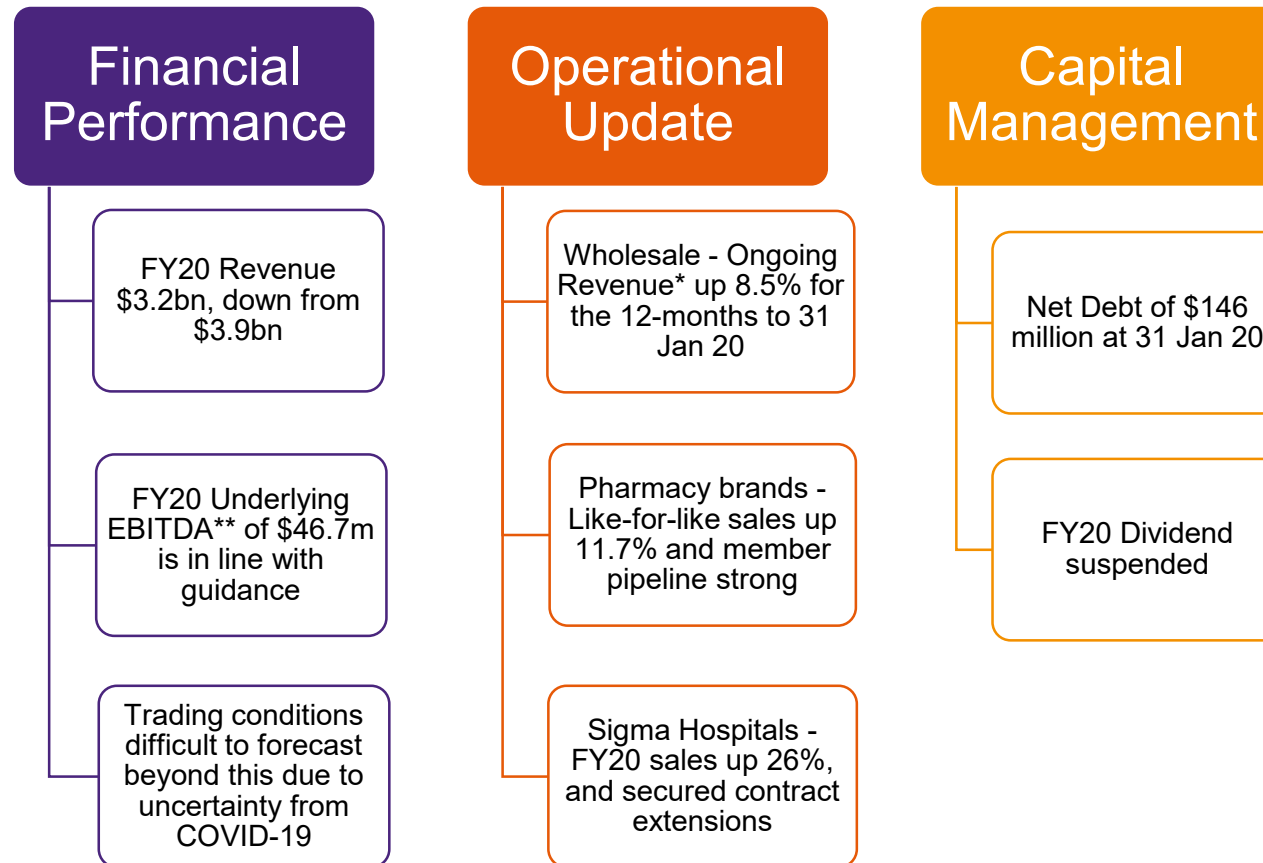 Financial
Performance
FY20 Revenue
$3.2bn, down from
$3.9bn
FY20 Underlying
EBITDA** of $46.7m
is in line with
guidance
Trading conditions
difficult to forecast
beyond this due to
uncertainty from
COVID-19
Operational
Update
Wholesale - Ongoing
Revenue* up 8.5% for
the 12-months to 31
Jan 20
Pharmacy brands -
Like-for-like sales up
11.7% and member
pipeline strong
Sigma Hospitals -
FY20 sales up 26%,
and secured contract
extensions
Capital
Management
Net Debt of $146
million at 31 Jan 20
FY20 Dividend
suspended